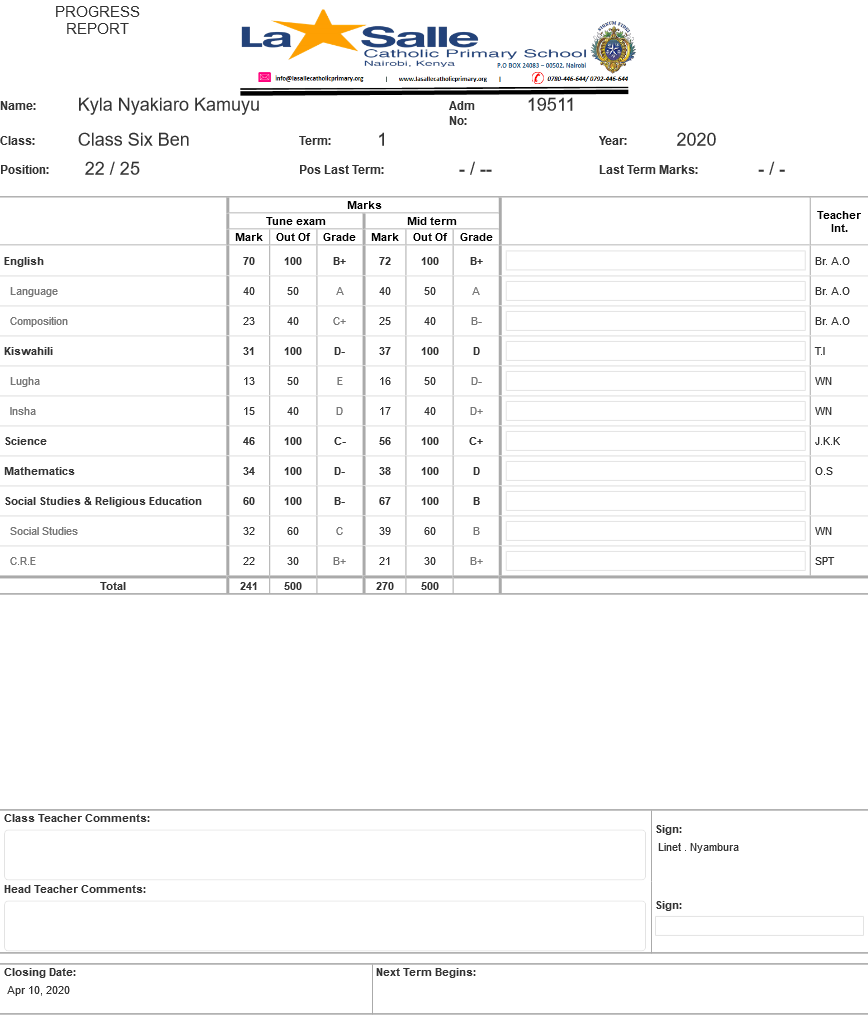 PROGRESS
REPORT
La Salle
Catholic Primary School
Nairobi, Kenya
P.O BOX 24083 – 00502, Nairobi
info@lasallecatholicprimary.org | www.lasallecatholicprimary.org | 0780-446-644/ 0792-446-644
Name: Kyla Nyakiaro Kamuyu Adm No: 19511
Class: Class Six Ben Term: 1 Year: 2020
Position: 22 / 25 Pos Last Term: - / -- Last Term Marks: - / -
Marks
Tune exam Mid term Teacher Int.
Mark Out Of Grade Mark Out Of Grade
English 70 100 B+ 72 100 B+ Br. A.O
Language 40 50 A 40 50 A Br. A.O
Composition 23 40 C+ 25 40 B- Br. A.O
Kiswahili 31 100 D- 37 100 D T.I
Lugha 13 50 E 16 50 D- WN
Insha 15 40 D 17 40 D+ WN
Science 46 100 C- 56 100 C+ J.K.K
Mathematics 34 100 D- 38 100 D O.S
Social Studies & Religious Education 60 100 B- 67 100 B
Social Studies 32 60 C 39 60 B WN
C.R.E 22 30 B+ 21 30 B+ SPT
Total 241 500 270 500
Class Teacher Comments:
Sign:
Linet . Nyambura
Head Teacher Comments:
Sign:
Closing Date: Next Term Begins:
Apr 10, 2020